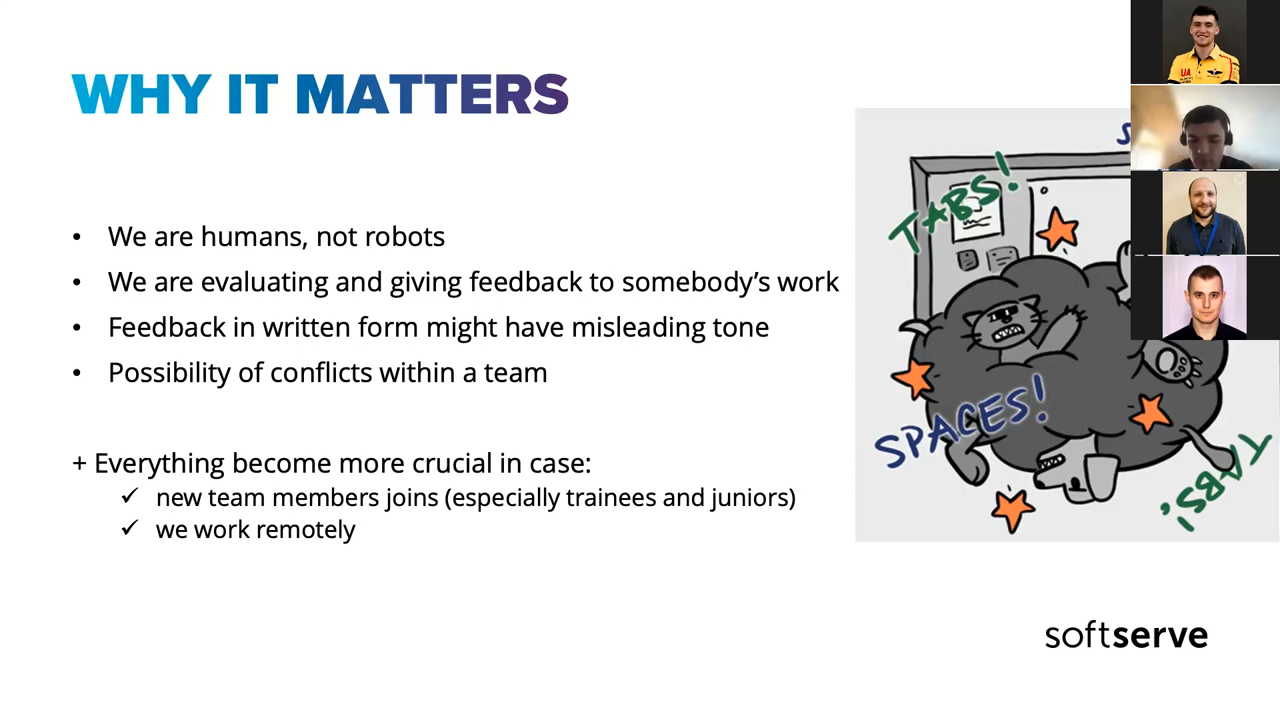 WHY IT MATTERS
• We are humans, not robots
• We are evaluating and giving feedback to somebody’s work
• Feedback in written form might have misleading tone
• Possibility of conflicts within a team
+ Everything become more crucial in case:
✓ new team members joins (especially trainees and juniors)
✓ we work remotely
TABS!
SPACES!
TABS!
softserve
UA